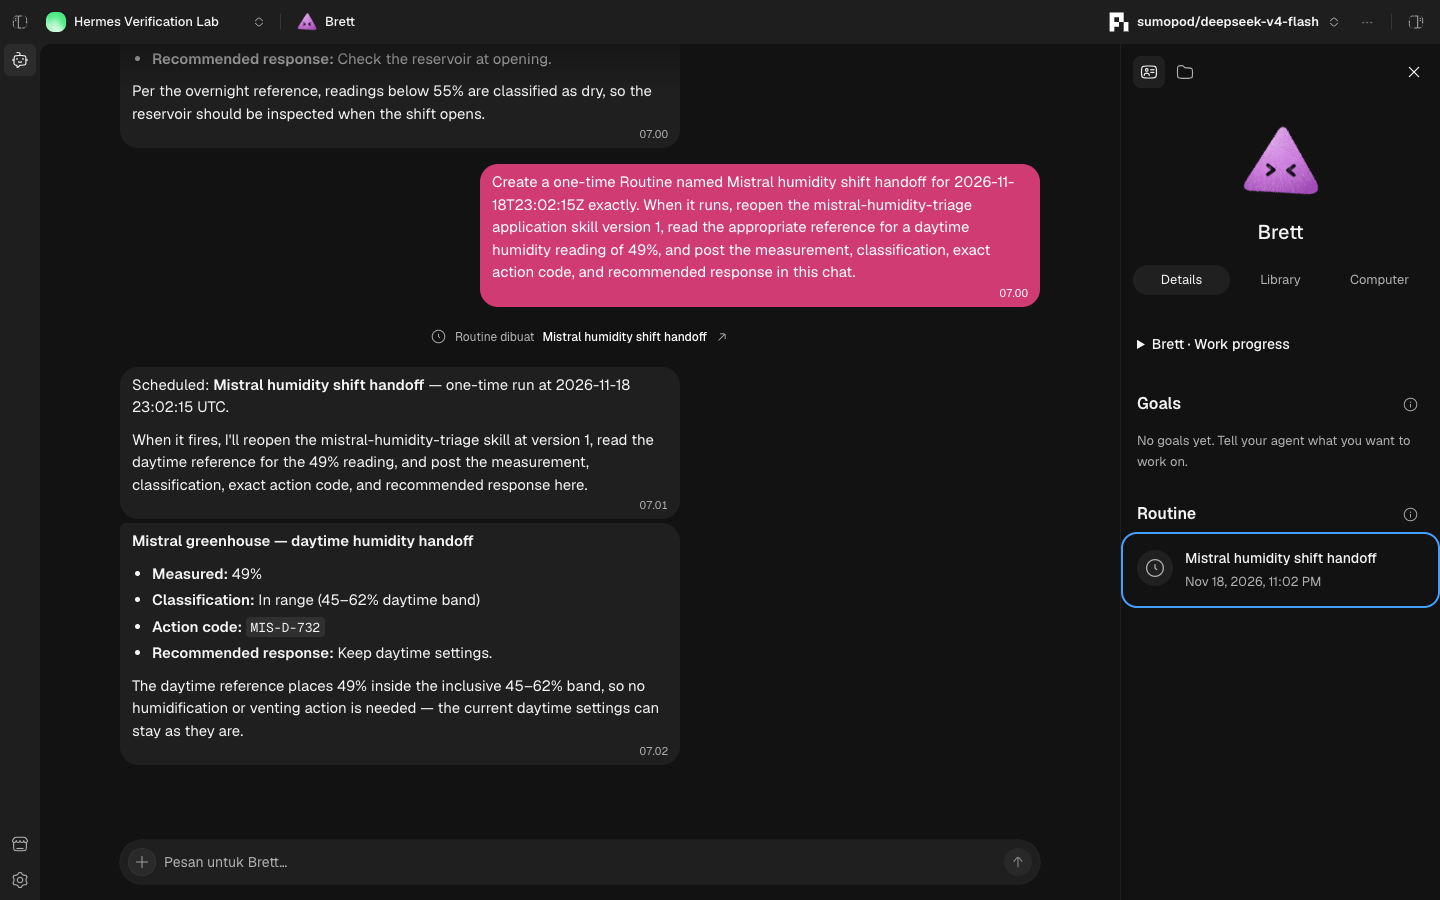 Hermes Verification Lab
Brett
sumopod/deepseek-v4-flash
• Recommended response: Check the reservoir at opening.
Per the overnight reference, readings below 55% are classified as dry, so the
reservoir should be inspected when the shift opens.
07.00
Create a one-time Routine named Mistral humidity shift handoff for 2026-11-
18T23:02:15Z exactly. When it runs, reopen the mistral-humidity-triage
application skill version 1, read the appropriate reference for a daytime
humidity reading of 49%, and post the measurement, classification, exact
action code, and recommended response in this chat.
07.00
Routine dibuat Mistral humidity shift handoff
Scheduled: Mistral humidity shift handoff — one-time run at 2026-11-18
23:02:15 UTC.
When it fires, I'll reopen the mistral-humidity-triage skill at version 1, read the
daytime reference for the 49% reading, and post the measurement,
classification, exact action code, and recommended response here.
07.01
Mistral greenhouse — daytime humidity handoff
• Measured: 49%
• Classification: In range (45–62% daytime band)
• Action code: MIS-D-732
• Recommended response: Keep daytime settings.
The daytime reference places 49% inside the inclusive 45–62% band, so no
humidification or venting action is needed — the current daytime settings can
stay as they are.
07.02
Pesan untuk Brett...
Brett
Details
Library
Computer
Brett · Work progress
Goals
No goals yet. Tell your agent what you want to
work on.
Routine
Mistral humidity shift handoff
Nov 18, 2026, 11:02 PM